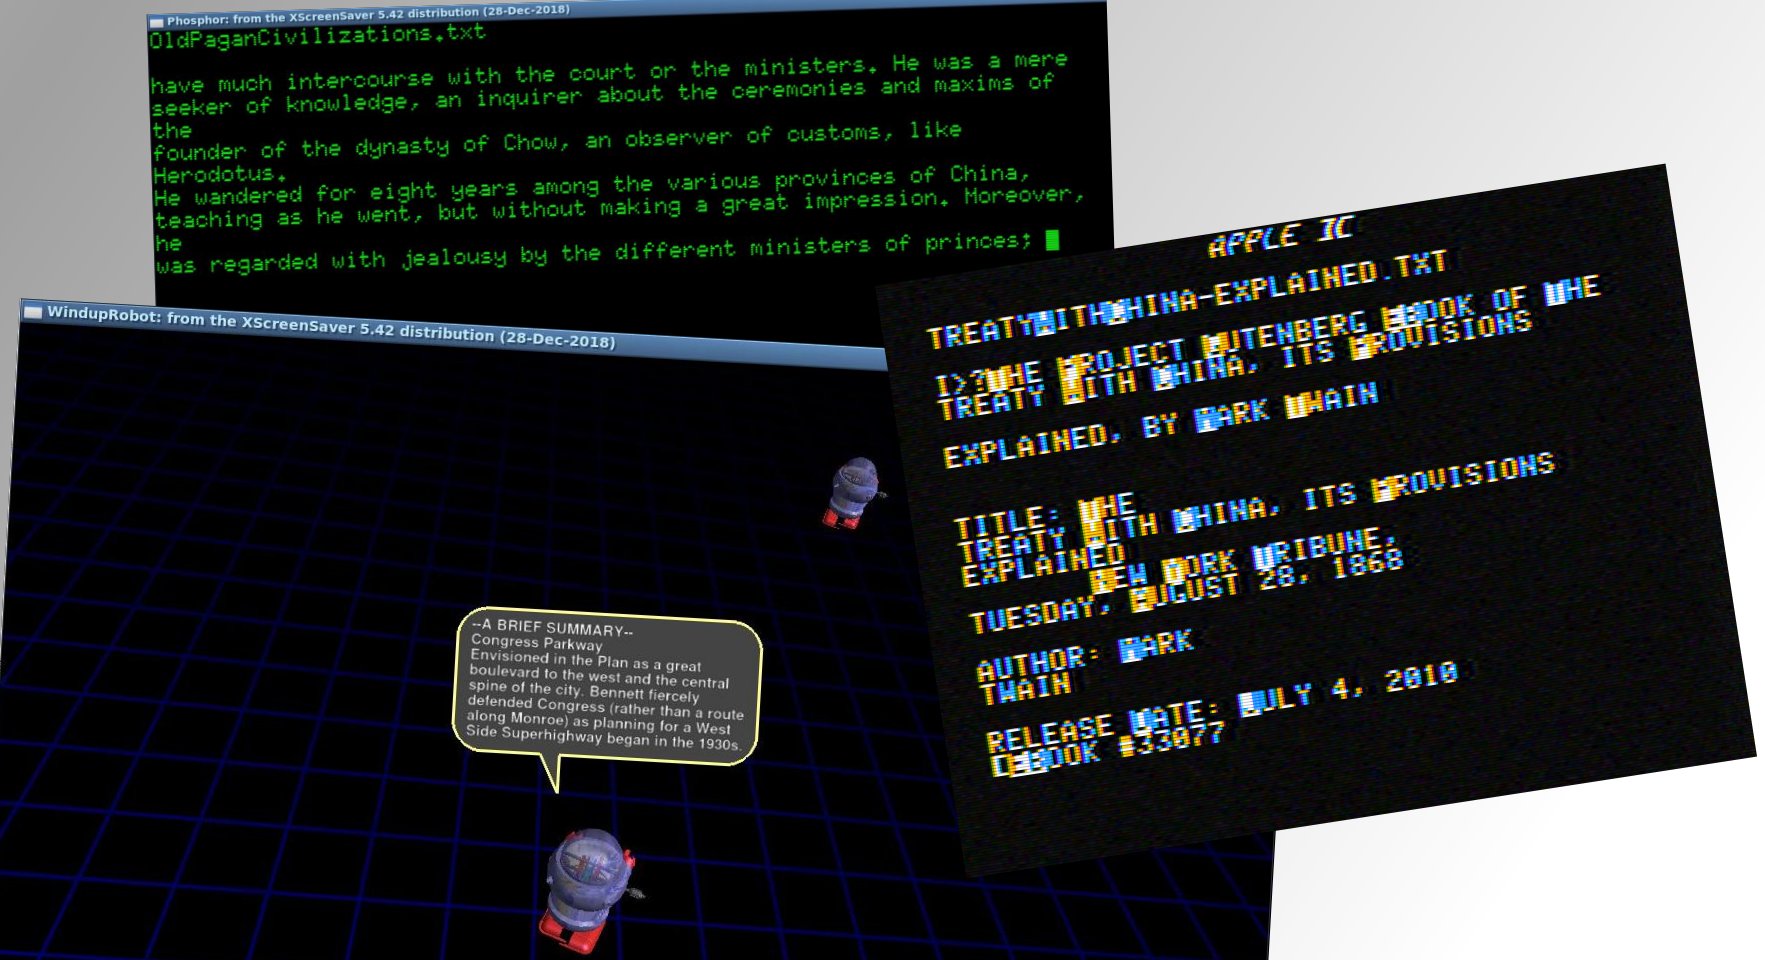 Phosphor: from the XScreenSaver 5.42 distribution (28-Dec-2018)
OldPaganCivilizations.txt
have much intercourse with the court or the ministers. He was a mere
seeker of knowledge, an inquirer about the ceremonies and maxims of
the
founder of the dynasty of Chow, an observer of customs, like
Herodotus.
He wandered for eight years among the various provinces of China,
teaching as he went, but without making a great impression. Moreover,
he
was regarded with jealousy by the different ministers of princes;
WindupRobot: from the XScreenSaver 5.42 distribution (28-Dec-2018)
--A BRIEF SUMMARY--
Congress Parkway
Envisioned in the Plan as a great
boulevard to the west and the central
spine of the city. Bennett fiercely
defended Congress (rather than a route
along Monroe) as planning for a West
Side Superhighway began in the 1930s.
APPLE ][
TREATYWITHCHINA-EXPLAINED.TXT
I>?THE PROJECT GUTENBERG EBOOK OF THE
TREATY WITH CHINA, ITS PROVISIONS
EXPLAINED, BY MARK TWAIN
TITLE: THE
TREATY WITH CHINA, ITS PROVISIONS
EXPLAINED
NEW YORK TRIBUNE,
TUESDAY, AUGUST 28, 1868
AUTHOR: MARK
TWAIN
RELEASE DATE: JULY 4, 2010
[EBOOK #33077